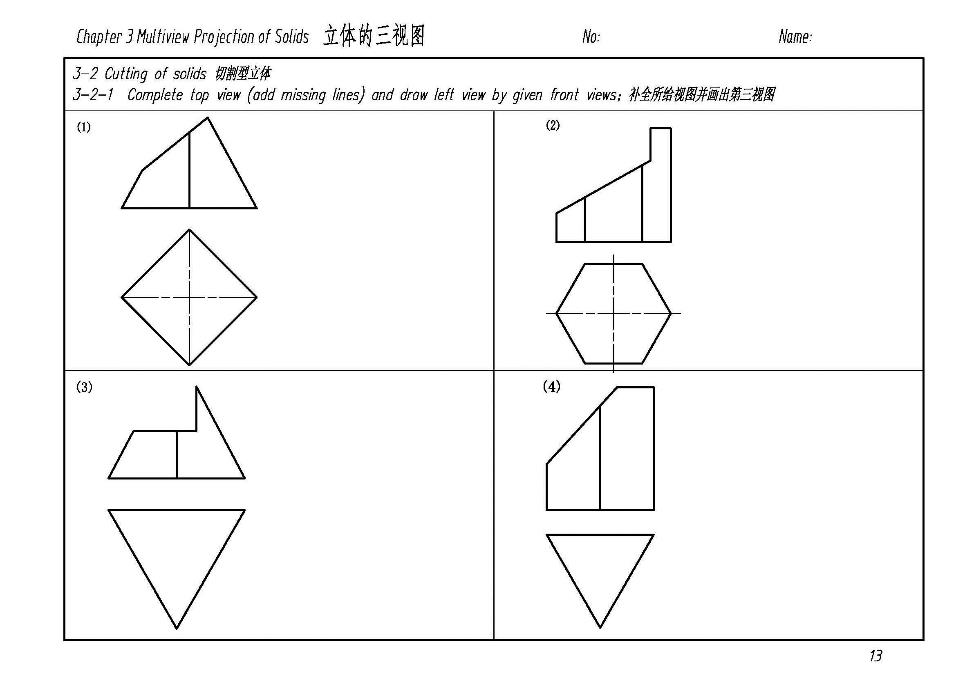 Chapter 3 Multiview Projection of Solids 立体的三视图 No: Name:
3-2 Cutting of solids 切割型立体
3-2-1 Complete top view (add missing lines) and draw left view by given front views; 补全所给视图并画出第三视图
(1)
(2)
(3)
(4)
13